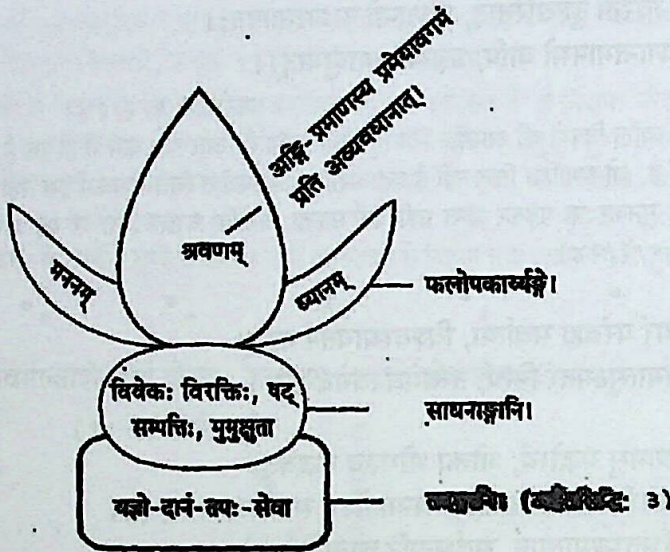 अङ्गि-प्रमाणस्य प्रमेयावगमं
प्रति अव्यवधानात्।
श्रवणम्
मननम्
ध्यानम्
फलोपकार्य्यङ्गे।
विवेकः विरक्तिः, षट्
सम्पत्तिः, मुमुक्षुता
साधनाङ्गानि।
यज्ञो-दानं-तपः-सेवा
३)